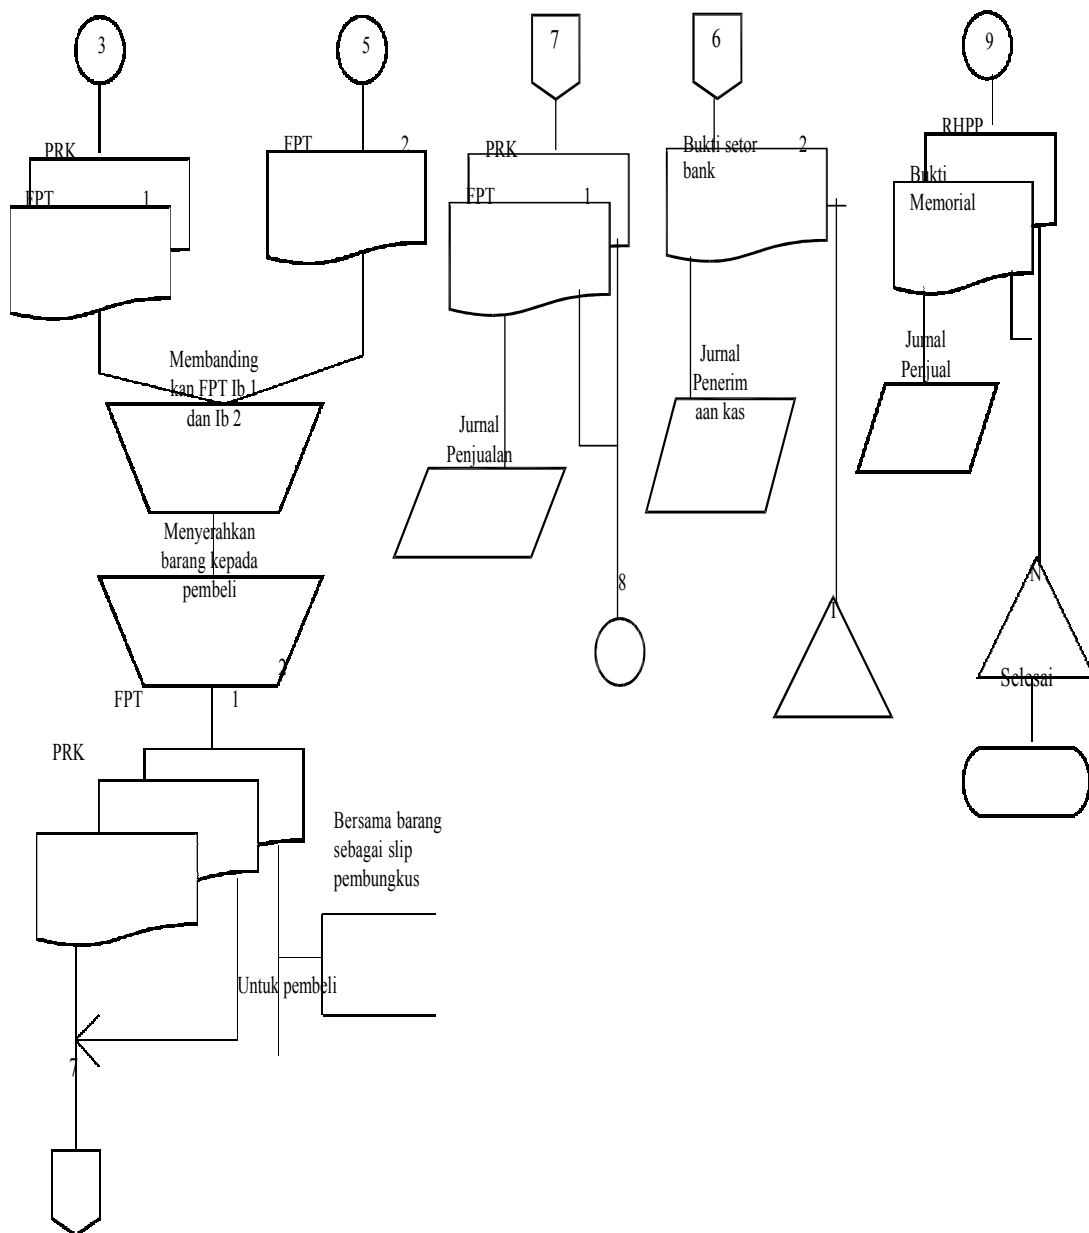 3
5
7
6
9
PRK
FPT 1
FPT 2
PRK
FPT 1
Bukti setor 2
bank
RHPP
Bukti
Memorial
Membanding
kan FPT lb 1
dan lb 2
Menyerahkan
barang kepada
pembeli
2
FPT 1
PRK
Bersama barang
sebagai slip
pembungkus
Untuk pembeli
7
Jurnal
Penjualan
8
Jurnal
Penerim
aan kas
T
Jurnal
Penjual
N
Selesai